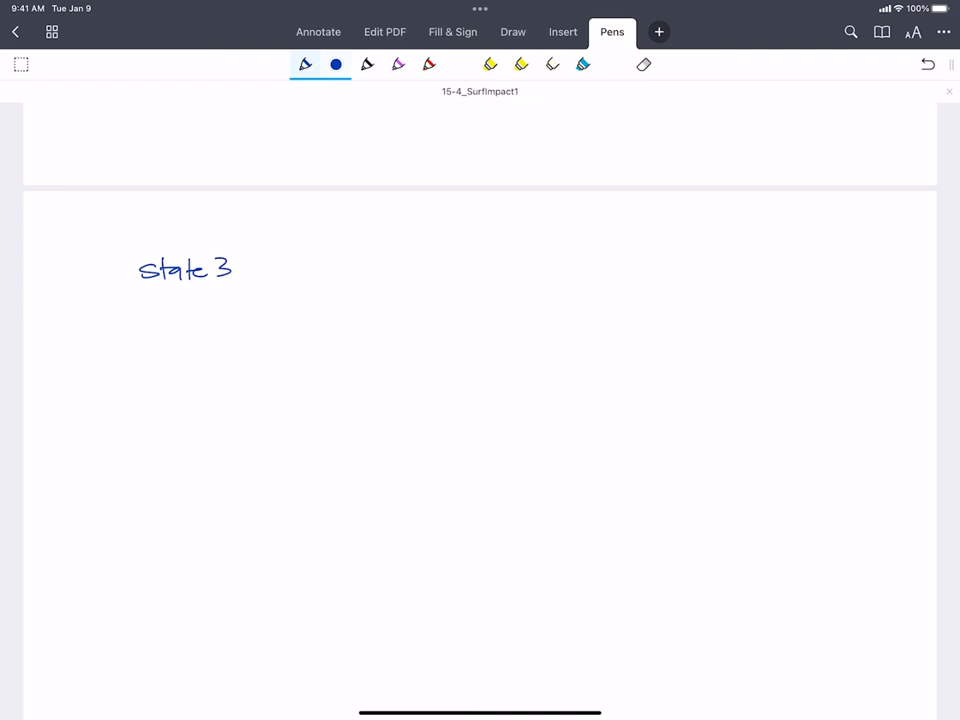 9:41 AM Tue Jan 9 100%
Annotate Edit PDF Fill & Sign Draw Insert Pens
AA
15-4_SurfImpact1
State 3